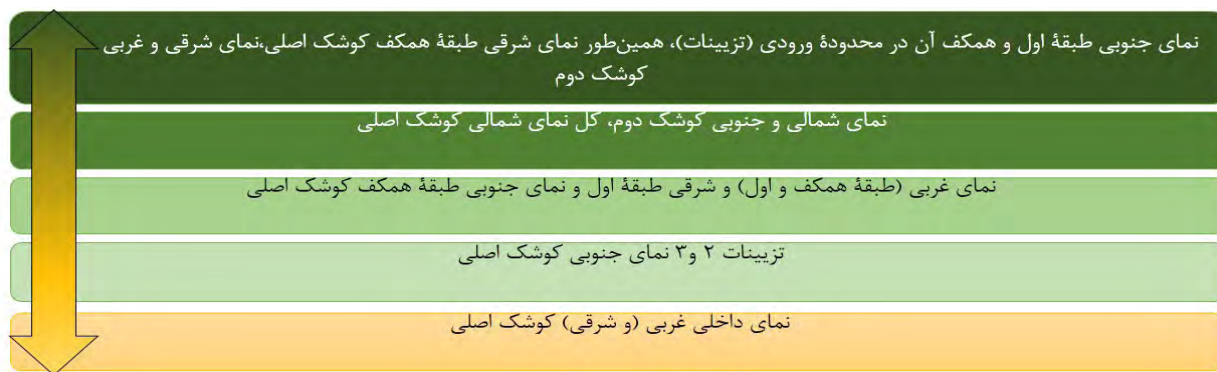 نمای جنوبی طبقهٔ اول و همکف آن در محدودهٔ ورودی (تزیینات)، همین‌طور نمای شرقی طبقهٔ همکف کوشک اصلی،نمای شرقی و غربی
کوشک دوم
نمای شمالی و جنوبی کوشک دوم، کل نمای شمالی کوشک اصلی
نمای غربی (طبقهٔ همکف و اول) و شرقی طبقهٔ اول و نمای جنوبی طبقهٔ همکف کوشک اصلی
تزیینات ۲ و۳ نمای جنوبی کوشک اصلی
نمای داخلی غربی (و شرقی) کوشک اصلی